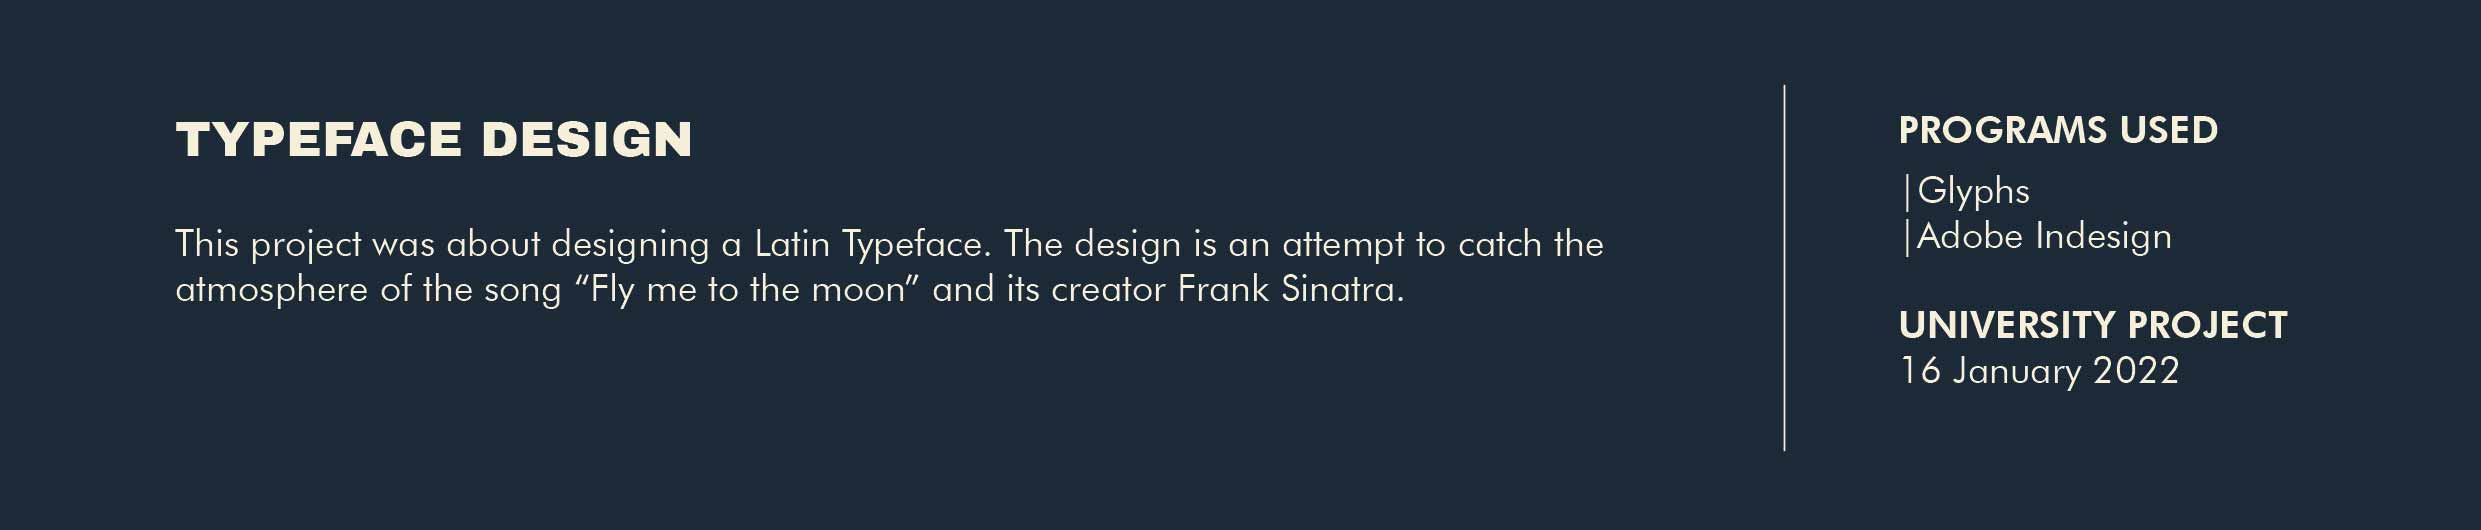 TYPEFACE DESIGN
This project was about designing a Latin Typeface. The design is an attempt to catch the
atmosphere of the song “Fly me to the moon” and its creator Frank Sinatra.
PROGRAMS USED
|Glyphs
|Adobe Indesign
UNIVERSITY PROJECT
16 January 2022